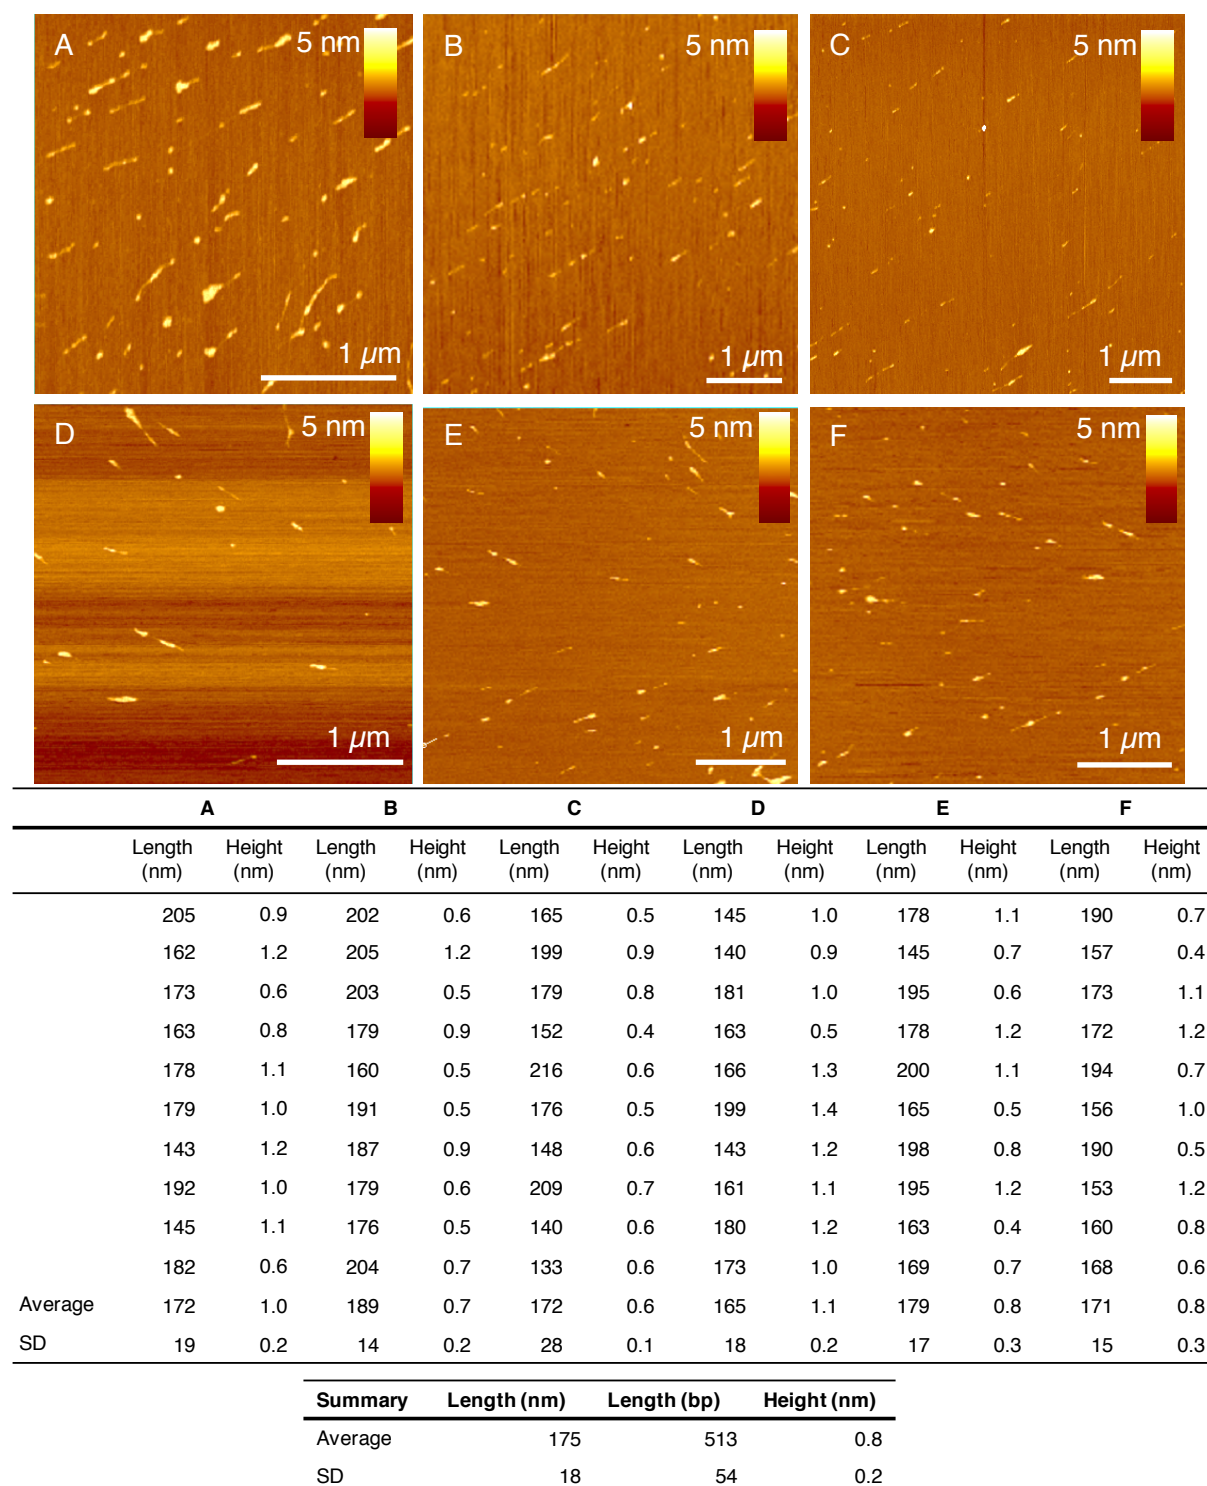 A 5 nm B 5 nm C 5 nm
1 µm 1 µm 1 µm
D 5 nm E 5 nm F 5 nm
1 µm 1 µm 1 µm
A B C D E F
Length (nm) Height (nm) Length (nm) Height (nm) Length (nm) Height (nm) Length (nm) Height (nm) Length (nm) Height (nm) Length (nm) Height (nm)
205 0.9 202 0.6 165 0.5 145 1.0 178 1.1 190 0.7
162 1.2 205 1.2 199 0.9 140 0.9 145 0.7 157 0.4
173 0.6 203 0.5 179 0.8 181 1.0 195 0.6 173 1.1
163 0.8 179 0.9 152 0.4 163 0.5 178 1.2 172 1.2
178 1.1 160 0.5 216 0.6 166 1.3 200 1.1 194 0.7
179 1.0 191 0.5 176 0.5 199 1.4 165 0.5 156 1.0
143 1.2 187 0.9 148 0.6 143 1.2 198 0.8 190 0.5
192 1.0 179 0.6 209 0.7 161 1.1 195 1.2 153 1.2
145 1.1 176 0.5 140 0.6 180 1.2 163 0.4 160 0.8
182 0.6 204 0.7 133 0.6 173 1.0 169 0.7 168 0.6
Average 172 1.0 189 0.7 172 0.6 165 1.1 179 0.8 171 0.8
SD 19 0.2 14 0.2 28 0.1 18 0.2 17 0.3 15 0.3
Summary Length (nm) Length (bp) Height (nm)
Average 175 513 0.8
SD 18 54 0.2